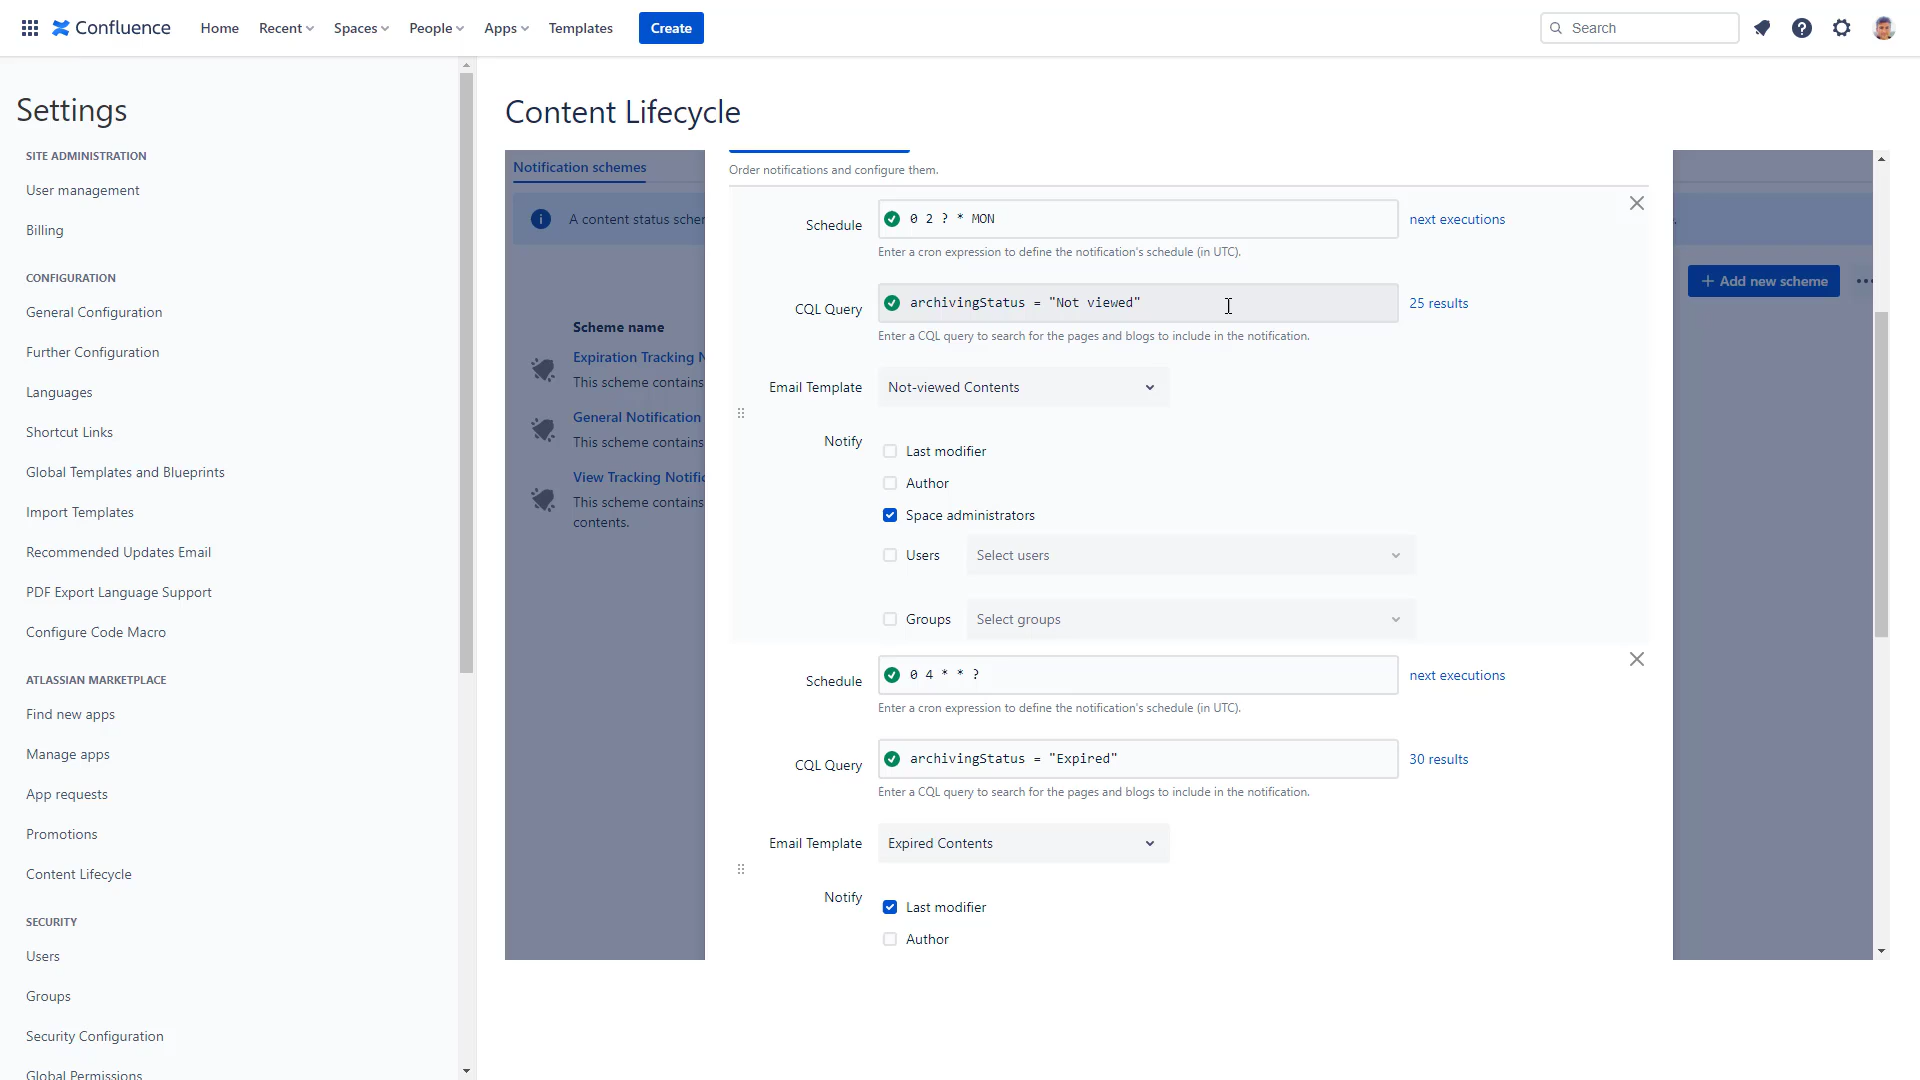 Confluence
Home
Recent
Spaces
People
Apps
Templates
Create
Search
Settings
SITE ADMINISTRATION
User management
Billing
CONFIGURATION
General Configuration
Further Configuration
Languages
Shortcut Links
Global Templates and Blueprints
Import Templates
Recommended Updates Email
PDF Export Language Support
Configure Code Macro
ATLASSIAN MARKETPLACE
Find new apps
Manage apps
App requests
Promotions
Content Lifecycle
SECURITY
Users
Groups
Security Configuration
Global Permissions
Content Lifecycle
Notification schemes
A content status
Scheme name
Expiration Tracking
This scheme contains
General Notification
This scheme contains
View Tracking
This scheme contains
contents.
+ Add new scheme
Order notifications and configure them.
Schedule
0 2 ? * MON
next executions
Enter a cron expression to define the notification's schedule (in UTC).
CQL Query
archivingStatus = "Not viewed"
25 results
Enter a CQL query to search for the pages and blogs to include in the notification.
Email Template
Not-viewed Contents
Notify
Last modifier
Author
Space administrators
Users
Select users
Groups
Select groups
Schedule
0 4 * * ?
next executions
Enter a cron expression to define the notification's schedule (in UTC).
CQL Query
archivingStatus = "Expired"
30 results
Enter a CQL query to search for the pages and blogs to include in the notification.
Email Template
Expired Contents
Notify
Last modifier
Author